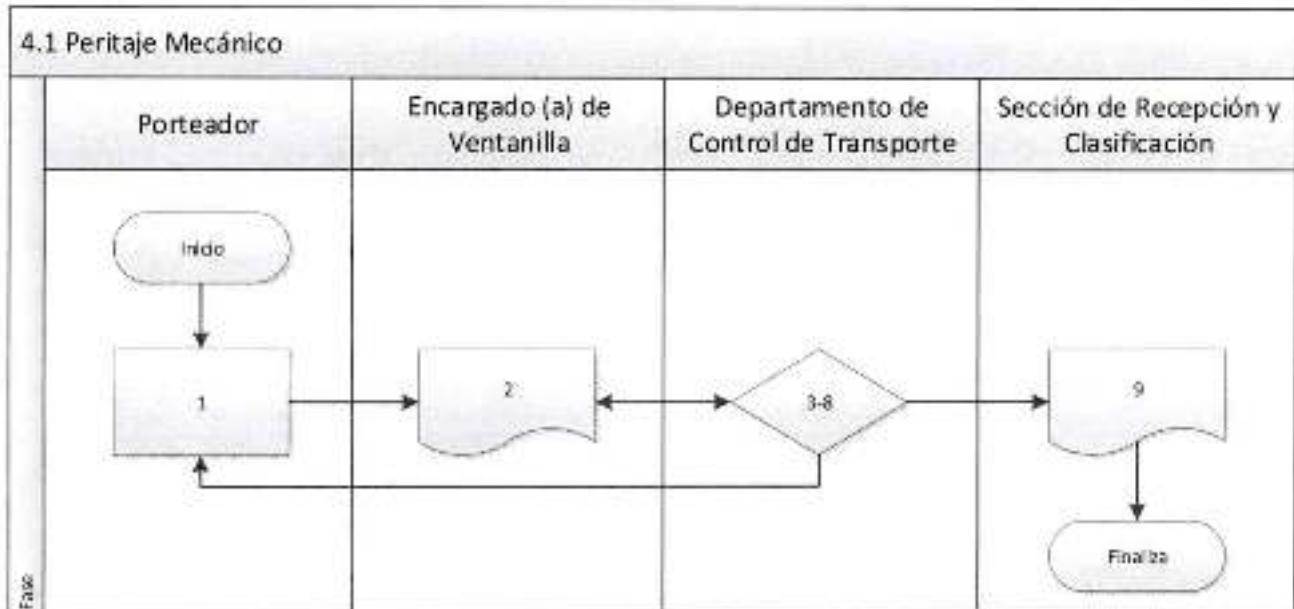 4.1 Peritaje Mecánico
Porteador
Encargado (a) de
Ventanilla
Departamento de
Control de Transporte
Sección de Recepción y
Clasificación
Inicio
1
2
3-8
9
Finaliza
Fase